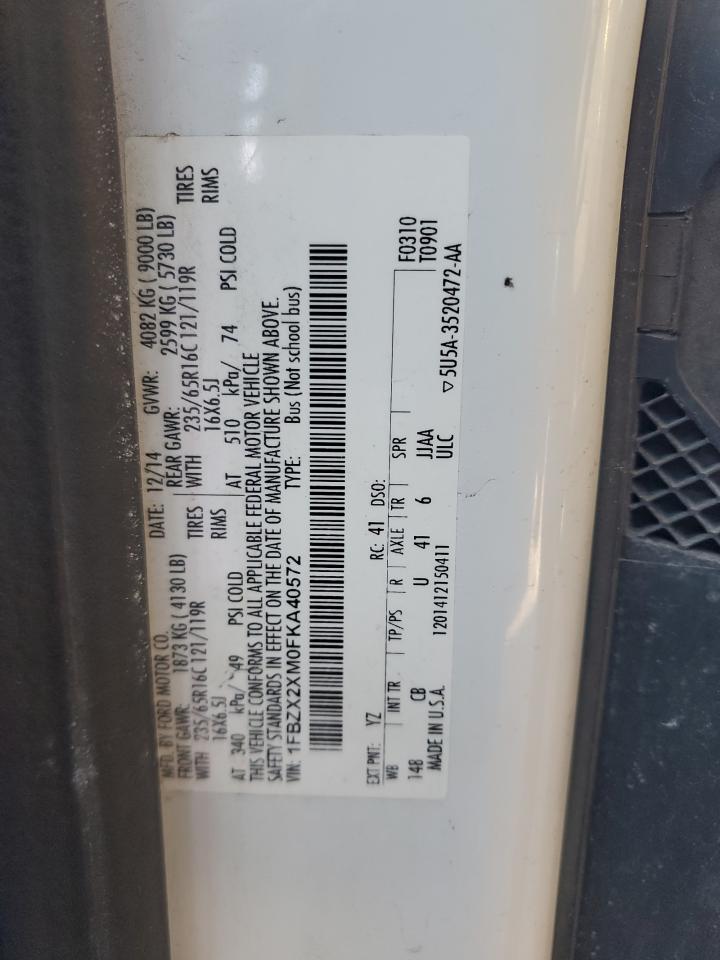 MFD. BY FORD MOTOR CO.
DATE: 12/14 GVWR: 4082 KG ( 9000 LB)
FRONT GAWR: 1873 KG ( 4130 LB)
REAR GAWR: 2599 KG ( 5730 LB)
WITH 235/65R16C 121/119R TIRES
WITH 235/65R16C 121/119R TIRES
16X6.5J RIMS
16X6.5J RIMS
AT 340 kPa/ 49 PSI COLD
AT 510 kPa/ 74 PSI COLD
THIS VEHICLE CONFORMS TO ALL APPLICABLE FEDERAL MOTOR VEHICLE
SAFETY STANDARDS IN EFFECT ON THE DATE OF MANUFACTURE SHOWN ABOVE.
VIN: 1FBZX2XM0FKA40572 TYPE: Bus (Not school bus)
EXT PNT: YZ RC: 41 DSO:
WB INT TR TP/PS R AXLE TR SPR F0310
148 CB U 41 6 JJAA T0901
MADE IN U.S.A. 1201412150411 ULC ▽5U5A-3520472-AA